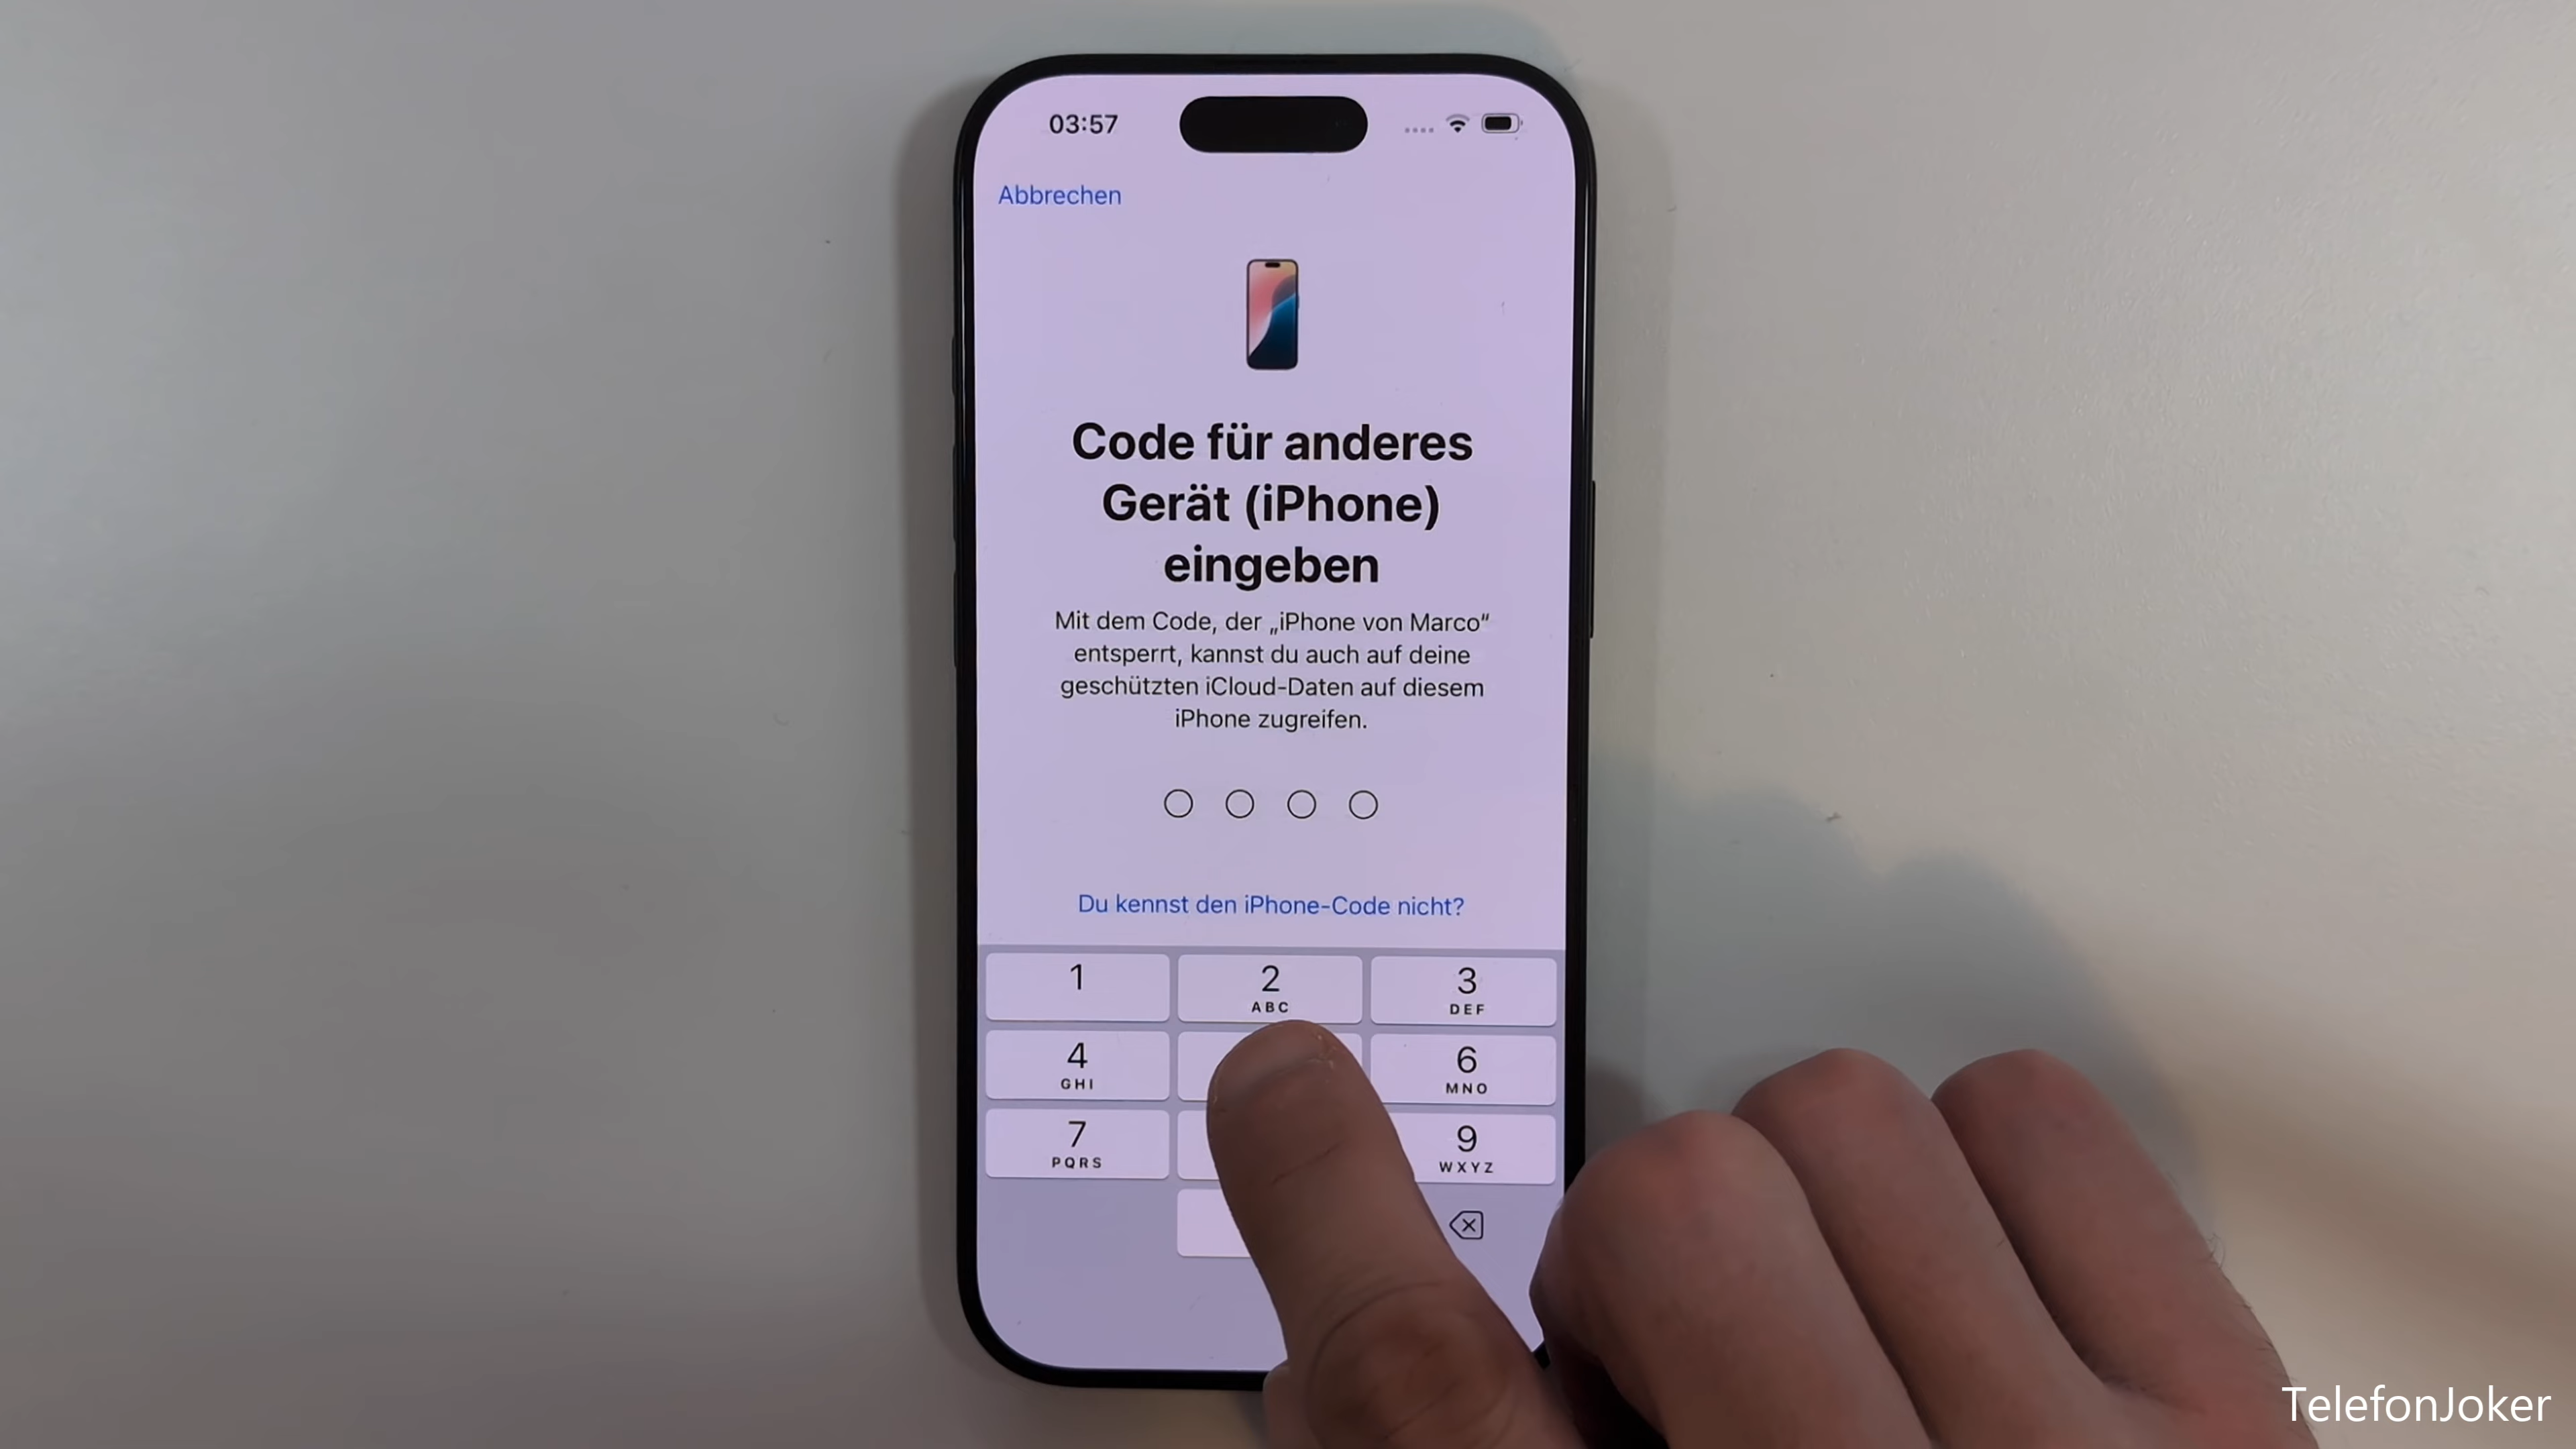 03:57
Abbrechen
Code für anderes
Gerät (iPhone)
eingeben
Mit dem Code, der „iPhone von Marco“
entsperrt, kannst du auch auf deine
geschützten iCloud-Daten auf diesem
iPhone zugreifen.
Du kennst den iPhone-Code nicht?
1 2 3
ABC DEF
4 6
GHI MNO
7 9
PQRS WXYZ
TelefonJoker